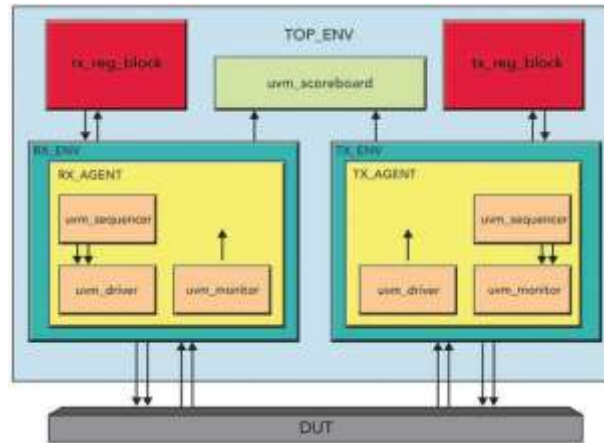 TOP_ENV
rx_reg_block
tx_reg_block
uvm_scoreboard
RX_ENV
TX_ENV
RX_AGENT
TX_AGENT
uvm_sequencer
uvm_sequencer
uvm_driver
uvm_monitor
uvm_driver
uvm_monitor
DUT